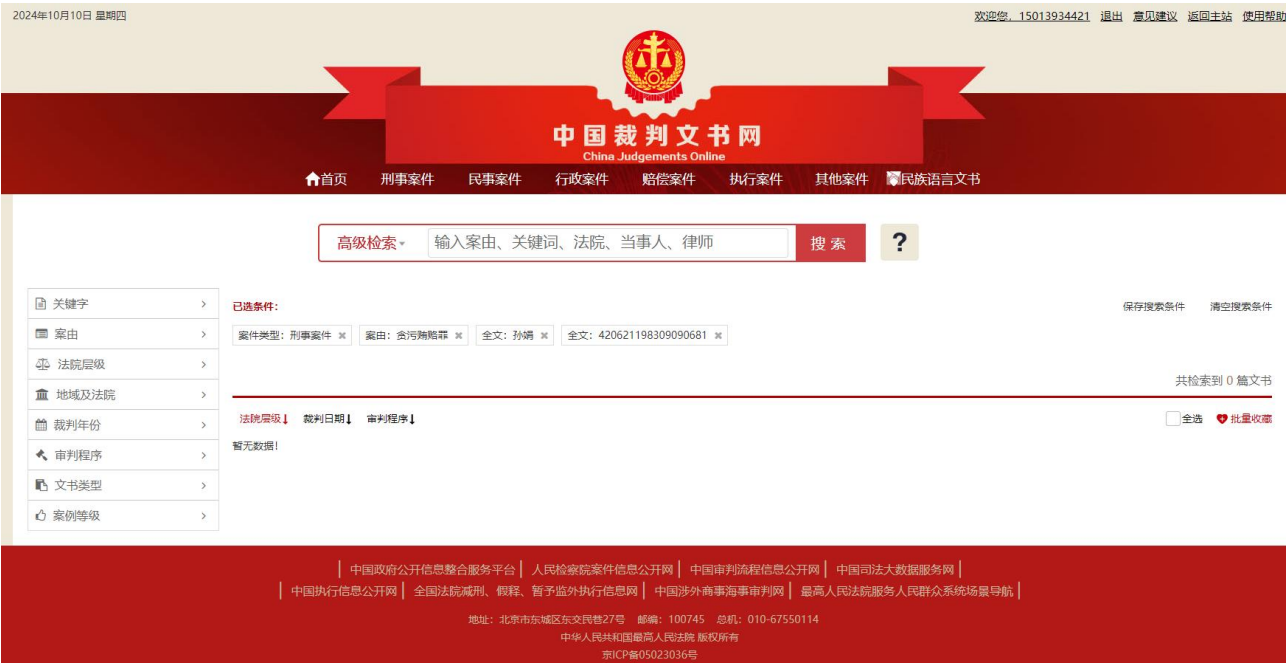 2024年10月10日 星期四
欢迎您，15013934421 退出 意见建议 返回主站 使用帮助
中国裁判文书网
China Judgements Online
首页 刑事案件 民事案件 行政案件 赔偿案件 执行案件 其他案件 民族语言文书
高级检索 输入案由、关键词、法院、当事人、律师 搜索 ?
关键字
案由
法院层级
地域及法院
裁判年份
审判程序
文书类型
案例等级
已选条件：
保存搜索条件 清空搜索条件
案件类型：刑事案件 案由：贪污贿赂罪 全文：孙娟 全文：420621198309090681
共检索到 0 篇文书
法院层级 裁判日期 审判程序
全选 批量收藏
暂无数据!
中国政府公开信息整合服务平台 | 人民检察院案件信息公开网 | 中国审判流程信息公开网 | 中国司法大数据服务网 |
中国执行信息公开网 | 全国法院减刑、假释、暂予监外执行信息网 | 中国涉外商事海事审判网 | 最高人民法院服务人民群众系统场景导航 |
地址：北京市东城区东交民巷27号 邮编：100745 总机：010-67550114
中华人民共和国最高人民法院 版权所有
京ICP备05023036号